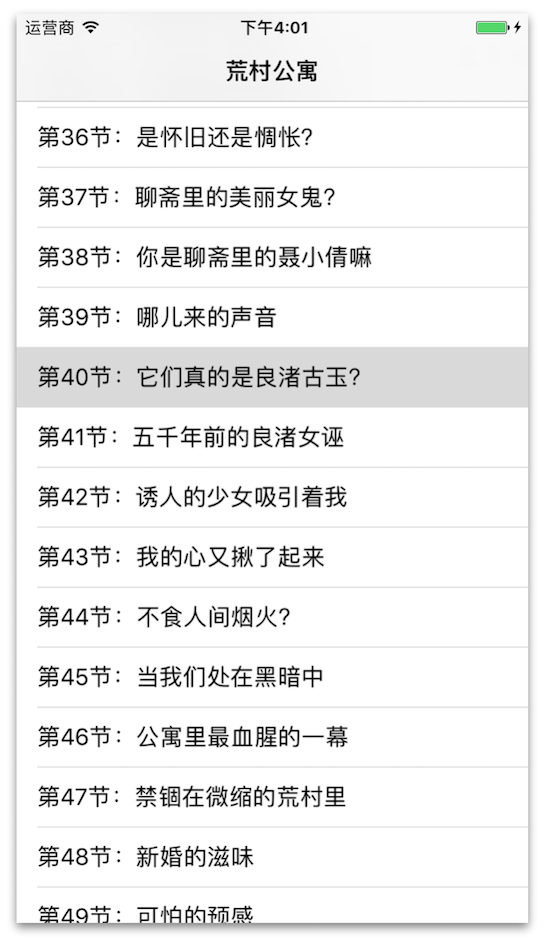 运营商
下午4:01
荒村公寓
第36节：是怀旧还是惆怅？
第37节：聊斋里的美丽女鬼？
第38节：你是聊斋里的聂小倩嘛
第39节：哪儿来的声音
第40节：它们真的是良渚古玉？
第41节：五千年前的良渚女诬
第42节：诱人的少女吸引着我
第43节：我的心又揪了起来
第44节：不食人间烟火？
第45节：当我们处在黑暗中
第46节：公寓里最血腥的一幕
第47节：禁锢在微缩的荒村里
第48节：新婚的滋味
第49节：可怕的预感